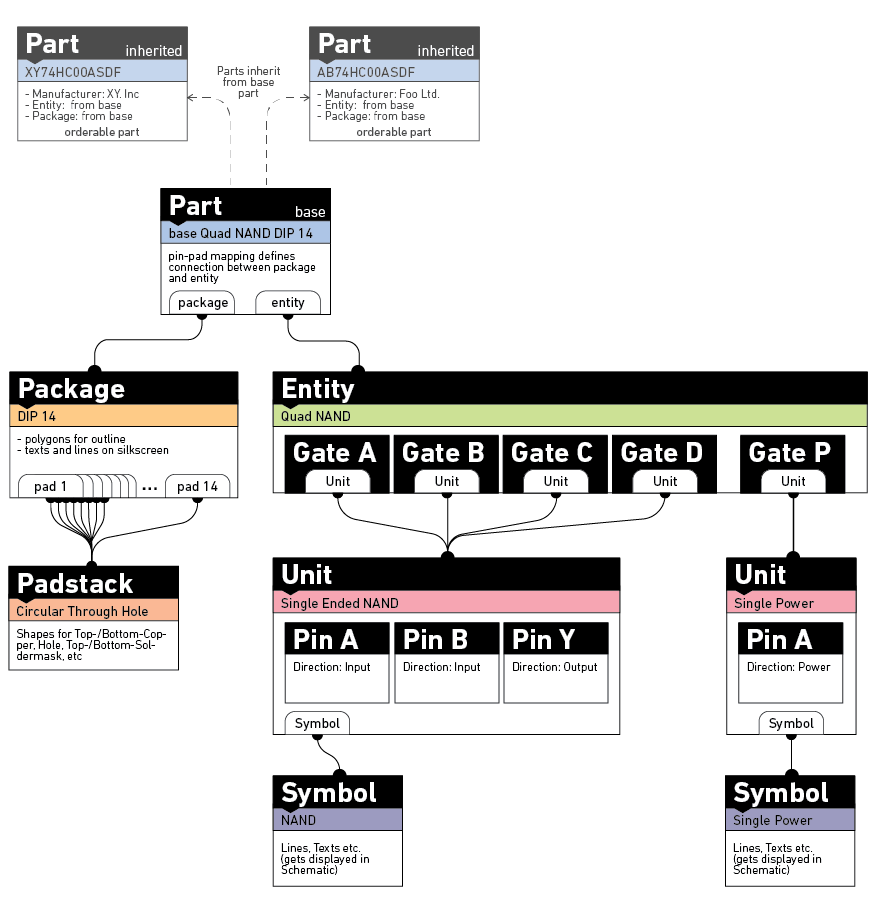 Part inherited
XY74HC00ASDF
- Manufacturer: XY. Inc
- Entity: from base
- Package: from base
orderable part
Parts inherit
from base
part
Part inherited
AB74HC00ASDF
- Manufacturer: Foo Ltd.
- Entity: from base
- Package: from base
orderable part
Part base
base Quad NAND DIP 14
pin-pad mapping defines
connection between package
and entity
package entity
Package
DIP 14
- polygons for outline
- texts and lines on silkscreen
pad 1 ... pad 14
Padstack
Circular Through Hole
Shapes for Top-/Bottom-Cop-
per, Hole, Top-/Bottom-Sol-
dermask, etc
Entity
Quad NAND
Gate A Gate B Gate C Gate D Gate P
Unit Unit Unit Unit Unit
Unit
Single Ended NAND
Pin A Pin B Pin Y
Direction: Input Direction: Input Direction: Output
Symbol
Unit
Single Power
Pin A
Direction: Power
Symbol
Symbol
NAND
Lines, Texts etc.
(gets displayed in
Schematic)
Symbol
Single Power
Lines, Texts etc.
(gets displayed in
Schematic)